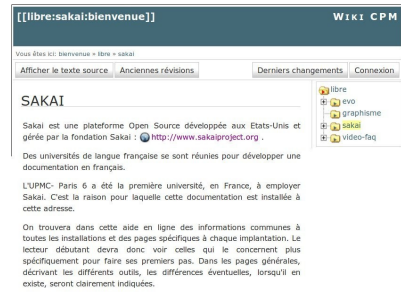 [[libre:sakai:bienvenue]]
WIKI CPM
Vous êtes ici: bienvenue » libre » sakai
Afficher le texte source
Anciennes révisions
Derniers changements
Connexion
SAKAI
Sakai est une plateforme Open Source développée aux Etats-Unis et
gérée par la fondation Sakai : http://www.sakaiproject.org .
Des universités de langue française se sont réunies pour développer une
documentation en français.
L'UPMC- Paris 6 a été la première université, en France, à employer
Sakai. C'est la raison pour laquelle cette documentation est installée à
cette adresse.
On trouvera dans cette aide en ligne des informations communes à
toutes les installations et des pages spécifiques à chaque implantation. Le
lecteur débutant devra donc voir celles qui le concernent plus
spécifiquement pour faire ses premiers pas. Dans les pages générales,
décrivant les différents outils, les différences éventuelles, lorsqu'il en
existe, seront clairement indiquées.
libre
evo
graphisme
sakai
video-faq